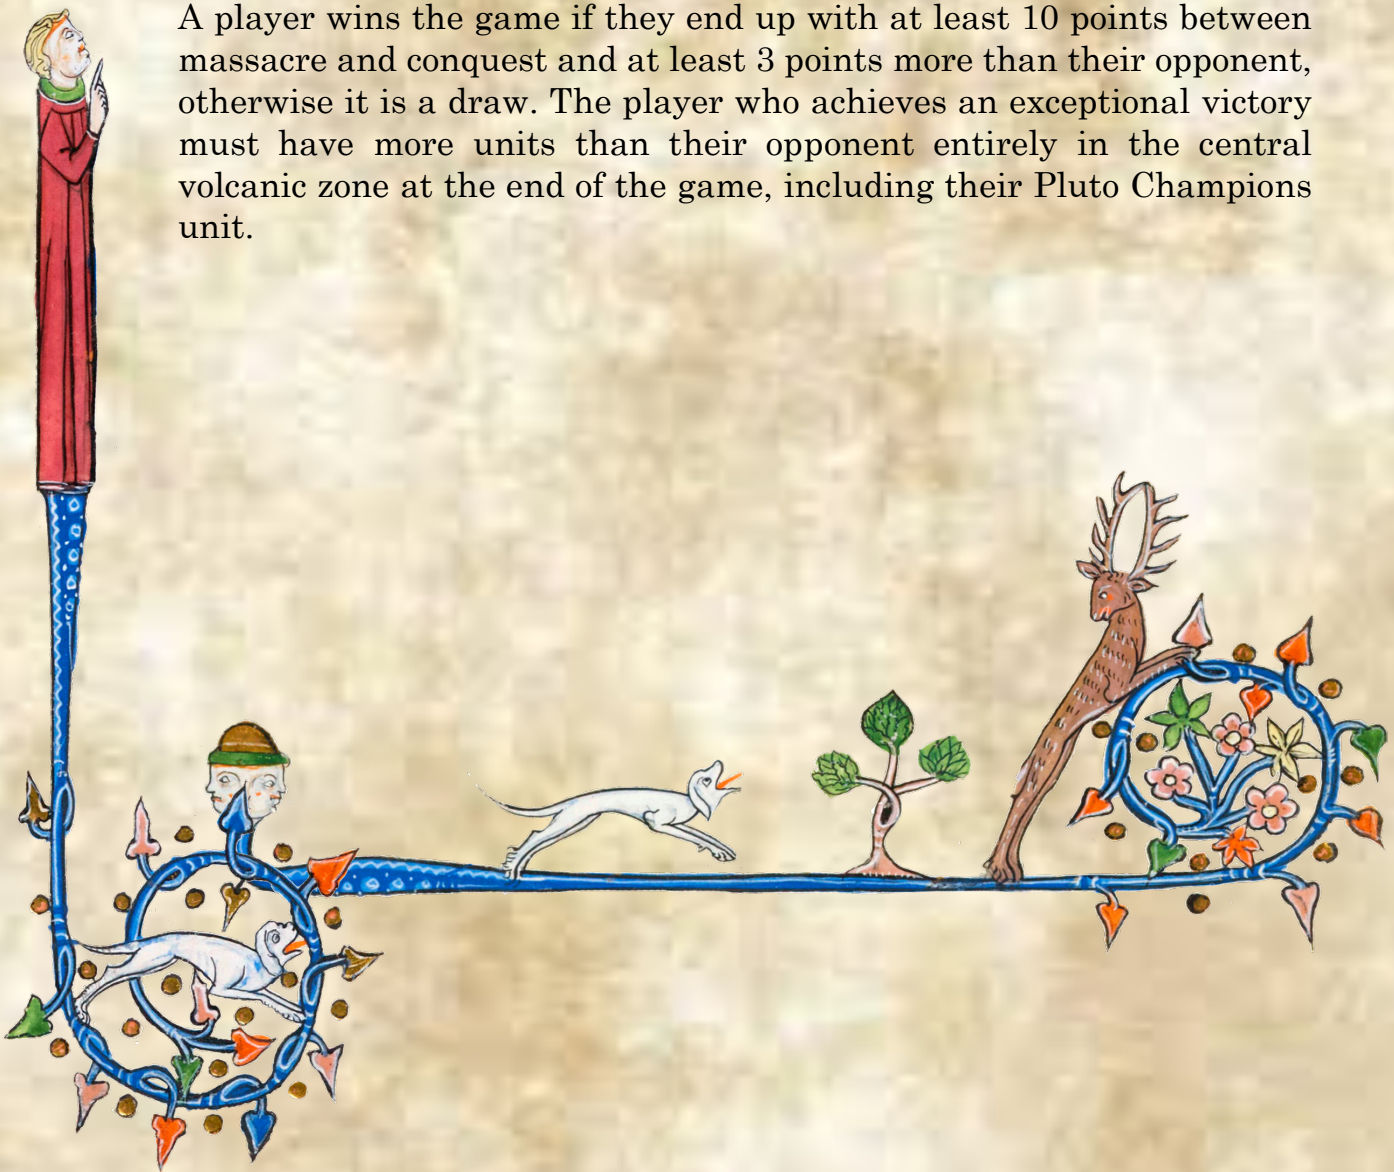 A player wins the game if they end up with at least 10 points between
massacre and conquest and at least 3 points more than their opponent,
otherwise it is a draw. The player who achieves an exceptional victory
must have more units than their opponent entirely in the central
volcanic zone at the end of the game, including their Pluto Champions
unit.